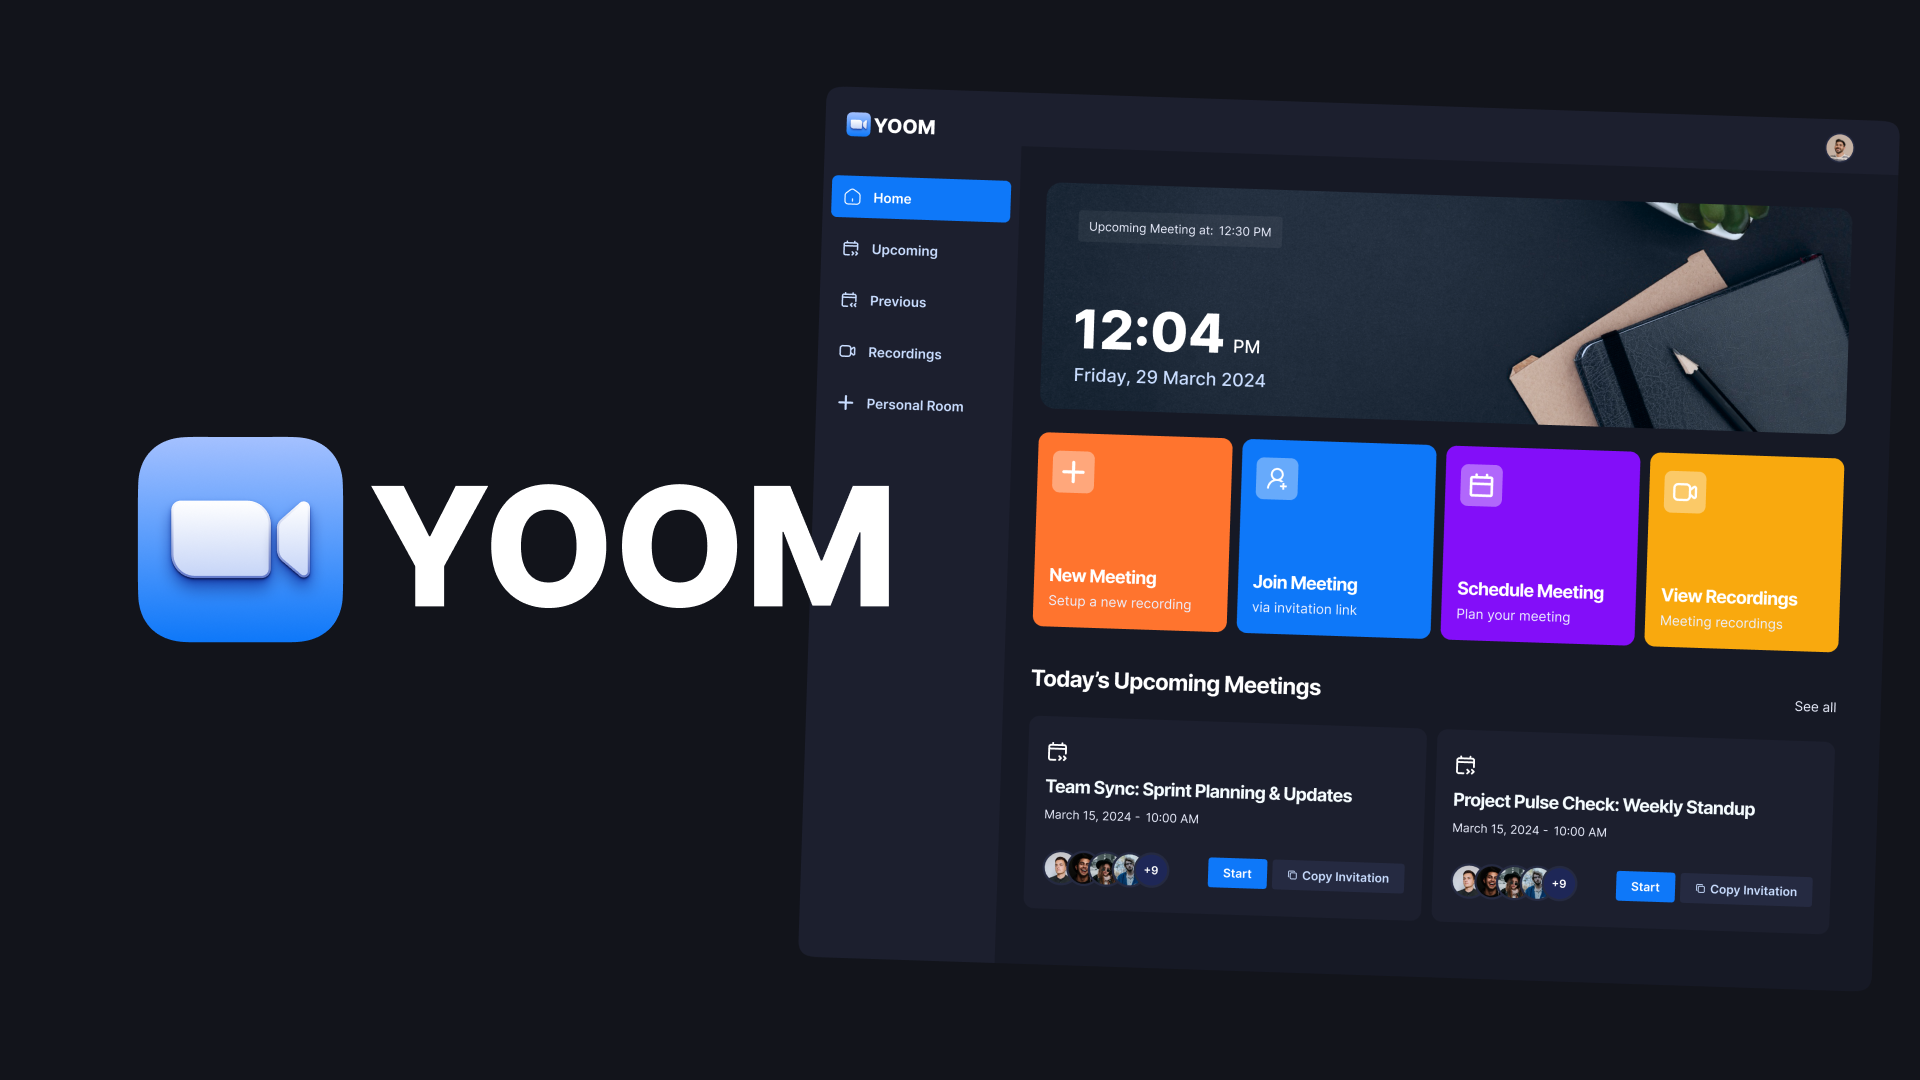 YOOM
YOOM
Home
Upcoming
Previous
Recordings
Personal Room
Upcoming Meeting at: 12:30 PM
12:04 PM
Friday, 29 March 2024
New Meeting
Setup a new recording
Join Meeting
via invitation link
Schedule Meeting
Plan your meeting
View Recordings
Meeting recordings
Today’s Upcoming Meetings
See all
Team Sync: Sprint Planning & Updates
March 15, 2024 - 10:00 AM
+9
Start
Copy Invitation
Project Pulse Check: Weekly Standup
March 15, 2024 - 10:00 AM
+9
Start
Copy Invitation